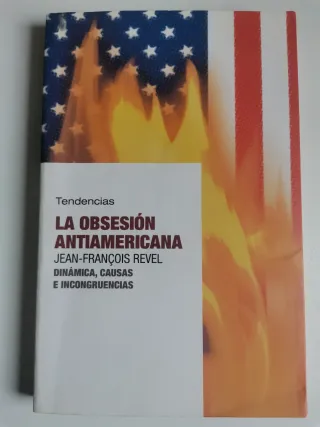 Tendencias
LA OBSESIÓN
ANTIAMERICANA
JEAN-FRANÇOIS REVEL
DINÁMICA, CAUSAS
E INCONGRUENCIAS